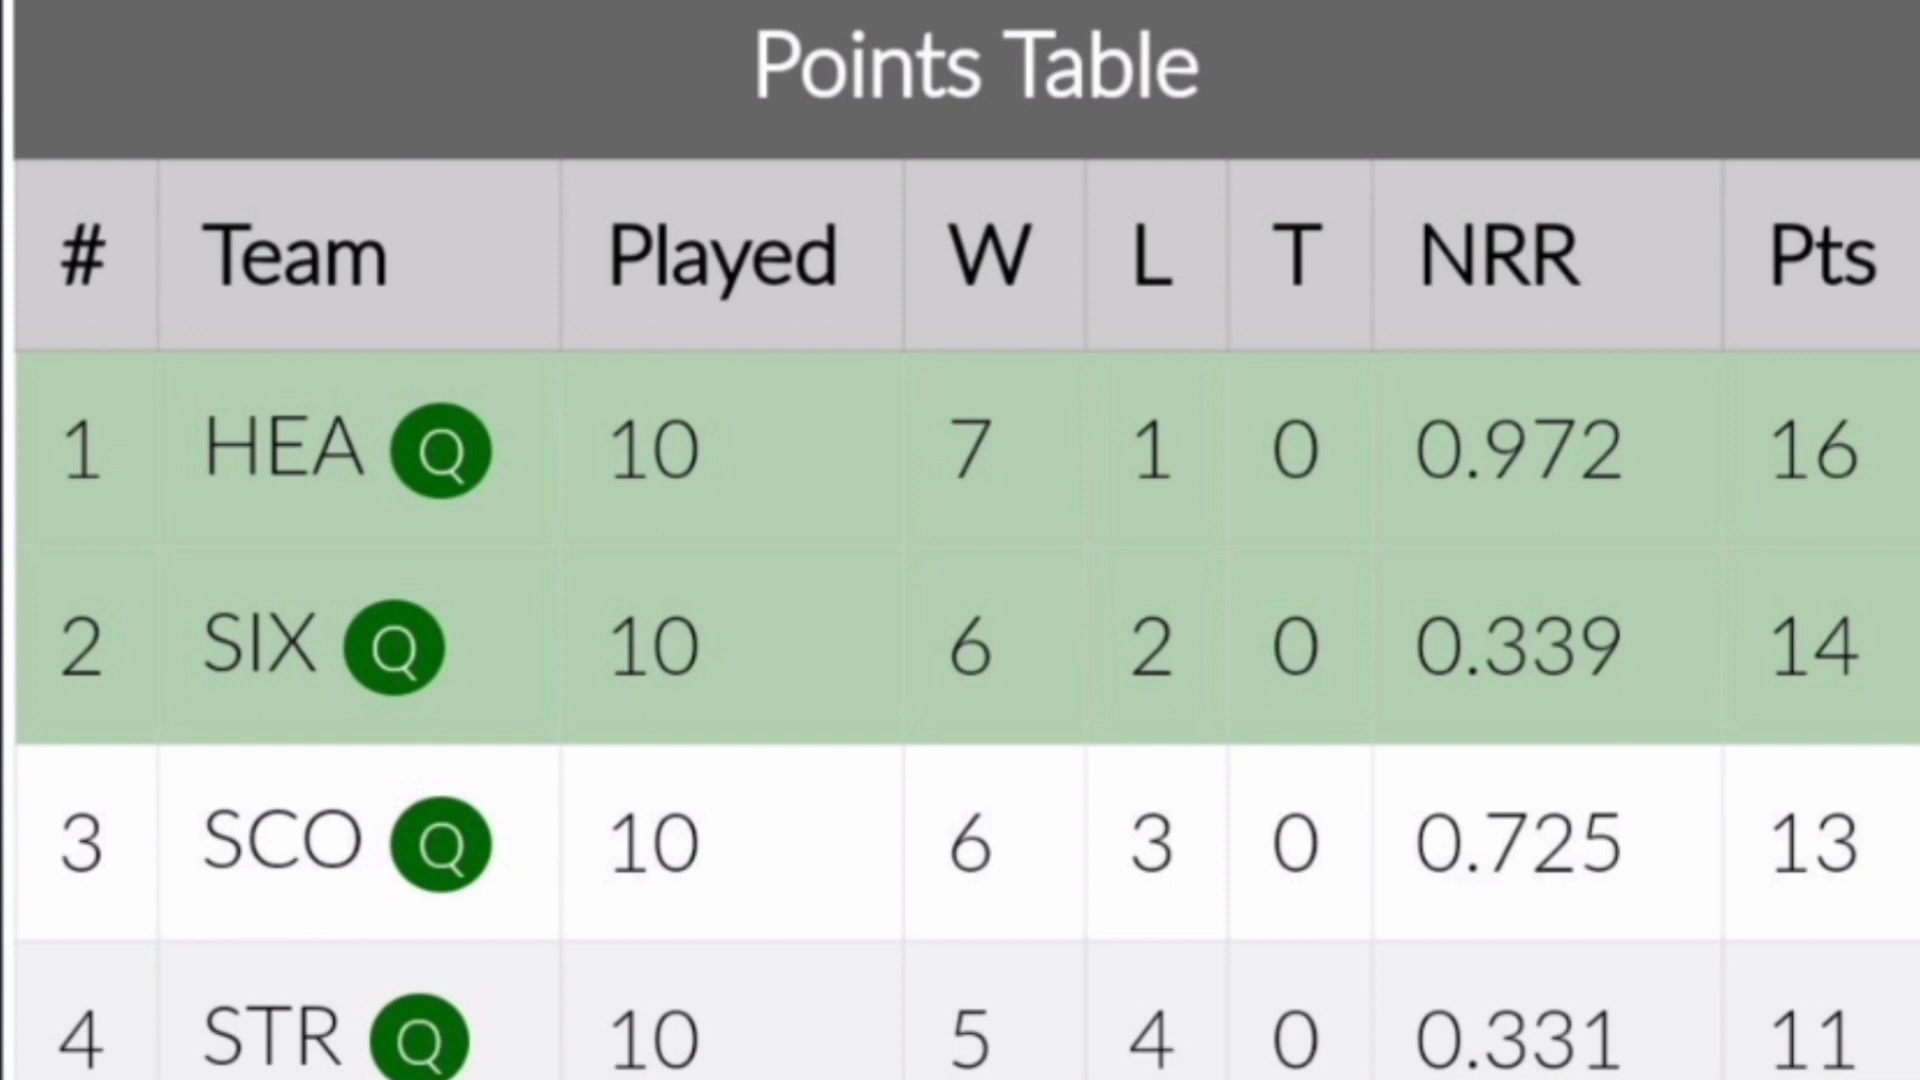 Points Table
# Team Played W L T NRR Pts
1 HEA Q 10 7 1 0 0.972 16
2 SIX Q 10 6 2 0 0.339 14
3 SCO Q 10 6 3 0 0.725 13
4 STR Q 10 5 4 0 0.331 11